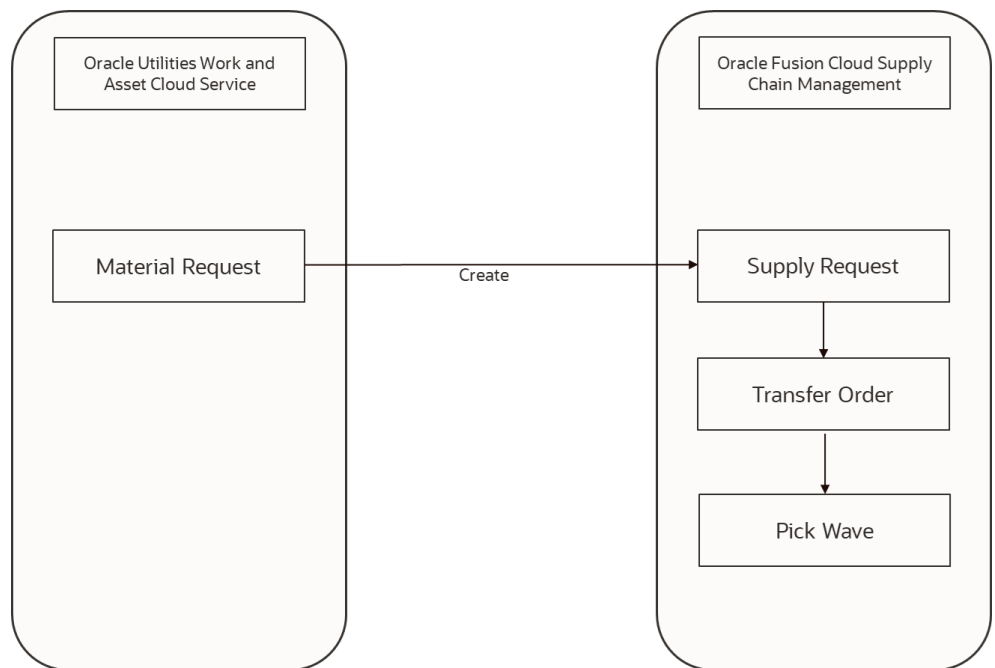 Oracle Utilities Work and
Asset Cloud Service
Oracle Fusion Cloud Supply
Chain Management
Material Request
Create
Supply Request
Transfer Order
Pick Wave